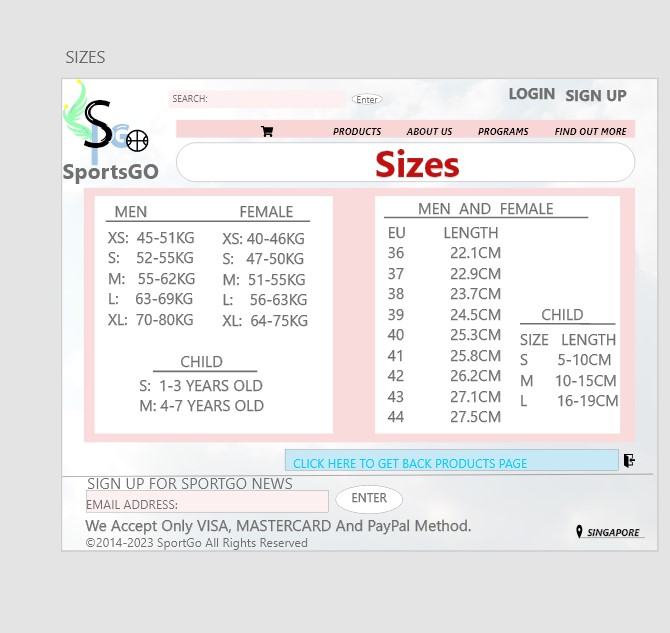 SIZES
SEARCH:
Enter
LOGIN SIGN UP
S
PG
SportsGO
PRODUCTS ABOUT US PROGRAMS FIND OUT MORE
Sizes
MEN FEMALE
XS: 45-51KG XS: 40-46KG
S: 52-55KG S: 47-50KG
M: 55-62KG M: 51-55KG
L: 63-69KG L: 56-63KG
XL: 70-80KG XL: 64-75KG
CHILD
S: 1-3 YEARS OLD
M: 4-7 YEARS OLD
MEN AND FEMALE
EU LENGTH
36 22.1CM
37 22.9CM
38 23.7CM
39 24.5CM
40 25.3CM
41 25.8CM
42 26.2CM
43 27.1CM
44 27.5CM
CHILD
SIZE LENGTH
S 5-10CM
M 10-15CM
L 16-19CM
CLICK HERE TO GET BACK PRODUCTS PAGE
SIGN UP FOR SPORTGO NEWS
EMAIL ADDRESS:
ENTER
We Accept Only VISA, MASTERCARD And PayPal Method.
©2014-2023 SportGo All Rights Reserved
SINGAPORE